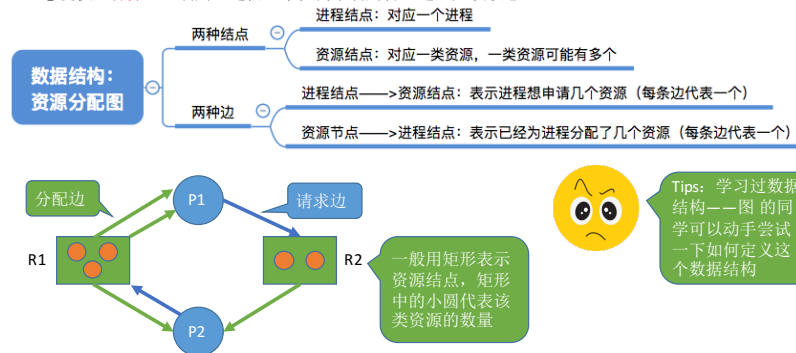 两种结点
进程结点：对应一个进程
资源结点：对应一类资源，一类资源可能有多个
数据结构：
资源分配图
两种边
进程结点——>资源结点：表示进程想申请几个资源（每条边代表一个）
资源节点——>进程结点：表示已经为进程分配了几个资源（每条边代表一个）
分配边
P1
请求边
R1
R2
P2
一般用矩形表示
资源结点，矩形
中的小圆代表该
类资源的数量
Tips：学习过数据
结构——图 的同
学可以动手尝试
一下如何定义这
个数据结构